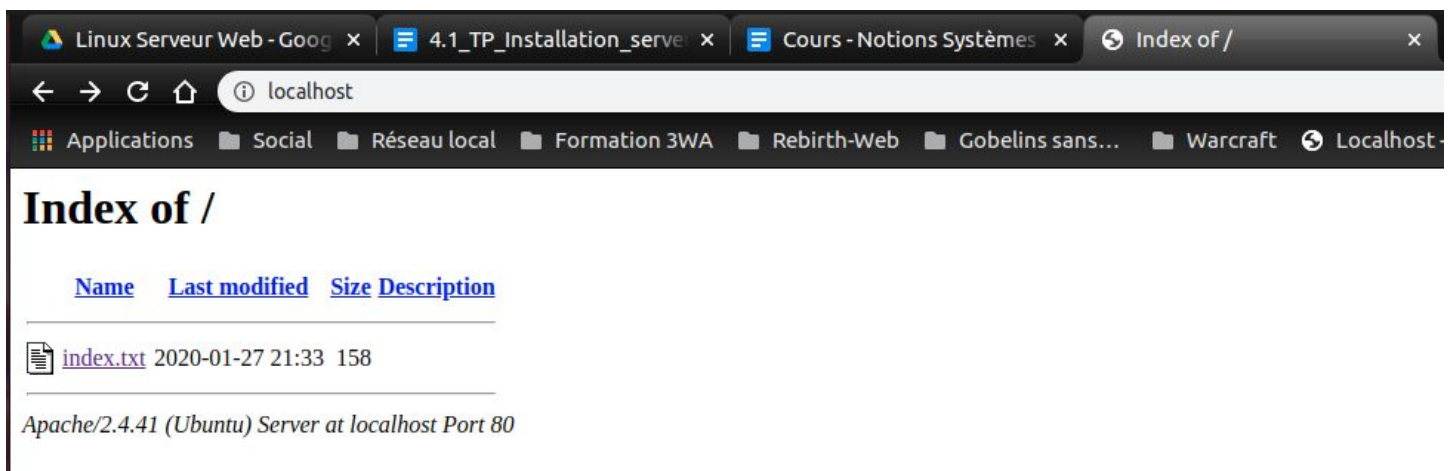 Linux Serveur Web - Goog 4.1_TP_Installation_serve Cours - Notions Systèmes Index of /
localhost
Applications Social Réseau local Formation 3WA Rebirth-Web Gobelins sans... Warcraft Localhost -
Index of /
Name Last modified Size Description
index.txt 2020-01-27 21:33 158
Apache/2.4.41 (Ubuntu) Server at localhost Port 80